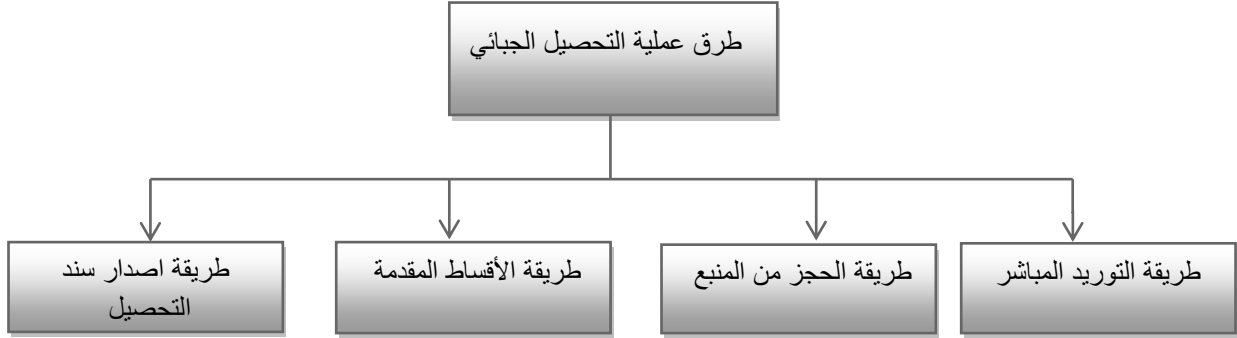 طرق عملية التحصيل الجبائي
طريقة التوريد المباشر
طريقة الحجز من المنبع
طريقة الأقساط المقدمة
طريقة اصدار سند
التحصيل